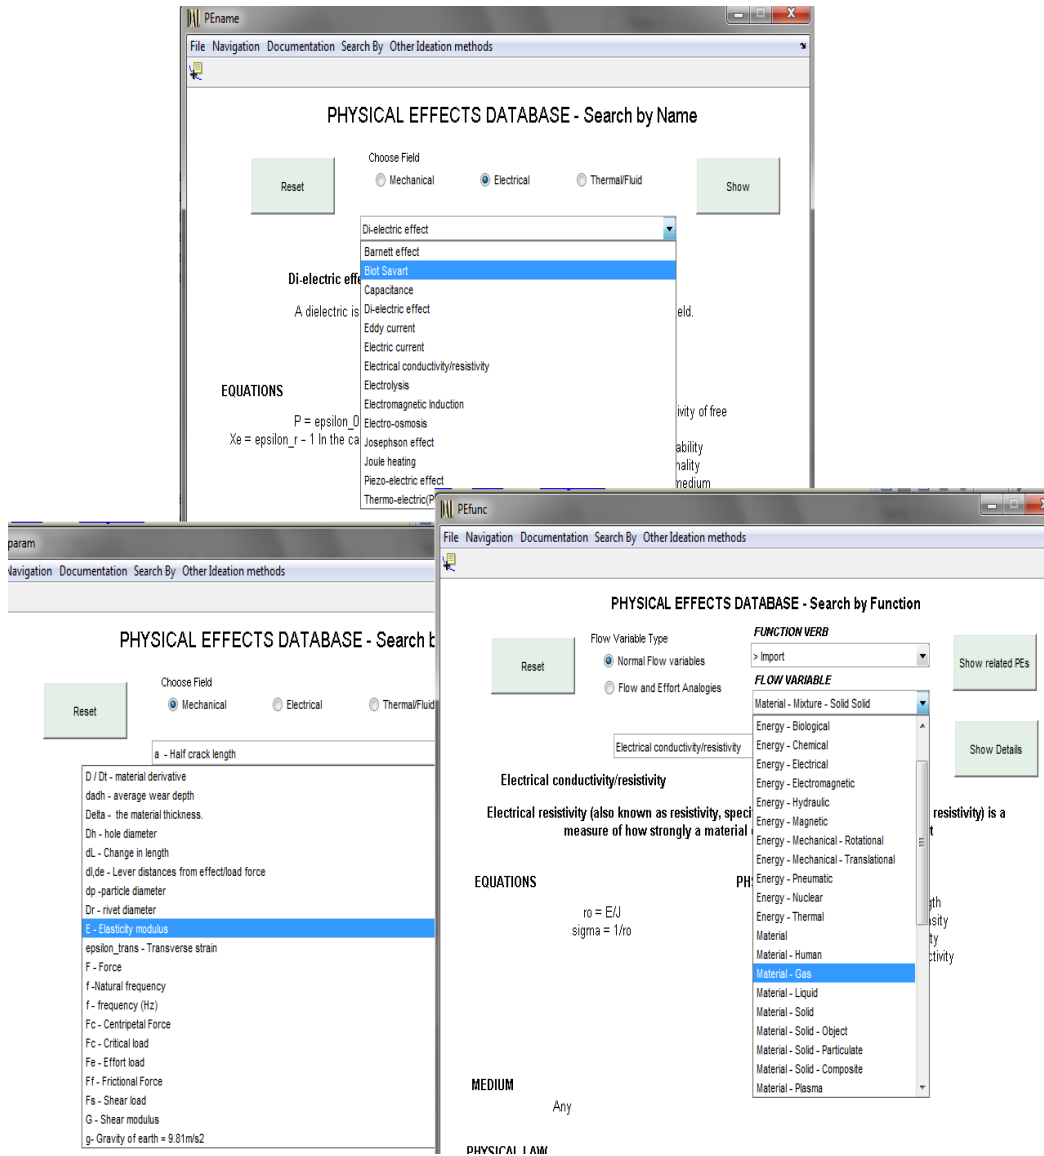 PEname
File Navigation Documentation Search By Other Ideation methods
PHYSICAL EFFECTS DATABASE - Search by Name
Choose Field
Reset
Mechanical
Electrical
Thermal/Fluid
Show
Di-electric effect
Barnett effect
Biot Savart
Capacitance
Di-electric effect
Eddy current
Electric current
Electrical conductivity/resistivity
Electrolysis
Electromagnetic Induction
Electro-osmosis
Josephson effect
Joule heating
Piezo-electric effect
Thermo-electric(P
Di-electric effe
A dielectric is
eld.
EQUATIONS
P = epsilon_0
Xe = epsilon_r - 1 In the ca
ivity of free
ability
nality
medium
param
Navigation Documentation Search By Other Ideation methods
PHYSICAL EFFECTS DATABASE - Search b
Choose Field
Reset
Mechanical
Electrical
Thermal/Fluid
a - Half crack length
D / Dt - material derivative
dadh - average wear depth
Delta - the material thickness.
Dh - hole diameter
dL - Change in length
dl,de - Lever distances from effect/load force
dp -particle diameter
Dr - rivet diameter
E - Elasticity modulus
epsilon_trans - Transverse strain
F - Force
f -Natural frequency
f - frequency (Hz)
Fc - Centripetal Force
Fc - Critical load
Fe - Effort load
Ff - Frictional Force
Fs - Shear load
G - Shear modulus
g- Gravity of earth = 9.81m/s2
PEfunc
File Navigation Documentation Search By Other Ideation methods
PHYSICAL EFFECTS DATABASE - Search by Function
Reset
Flow Variable Type
Normal Flow variables
Flow and Effort Analogies
FUNCTION VERB
> Import
FLOW VARIABLE
Material - Mixture - Solid Solid
Show related PEs
Show Details
Energy - Biological
Energy - Chemical
Energy - Electrical
Energy - Electromagnetic
Energy - Hydraulic
Energy - Magnetic
Energy - Mechanical - Rotational
Energy - Mechanical - Translational
Energy - Pneumatic
Energy - Nuclear
Energy - Thermal
Material
Material - Human
Material - Gas
Material - Liquid
Material - Solid
Material - Solid - Object
Material - Solid - Particulate
Material - Solid - Composite
Material - Plasma
Electrical conductivity/resistivity
Electrical conductivity/resistivity
Electrical resistivity (also known as resistivity, speci
resistivity) is a
measure of how strongly a material
t
EQUATIONS
PH
ro = E/J
sigma = 1/ro
gth
nsity
ty
ctivity
MEDIUM
Any
PHYSICAL LAW